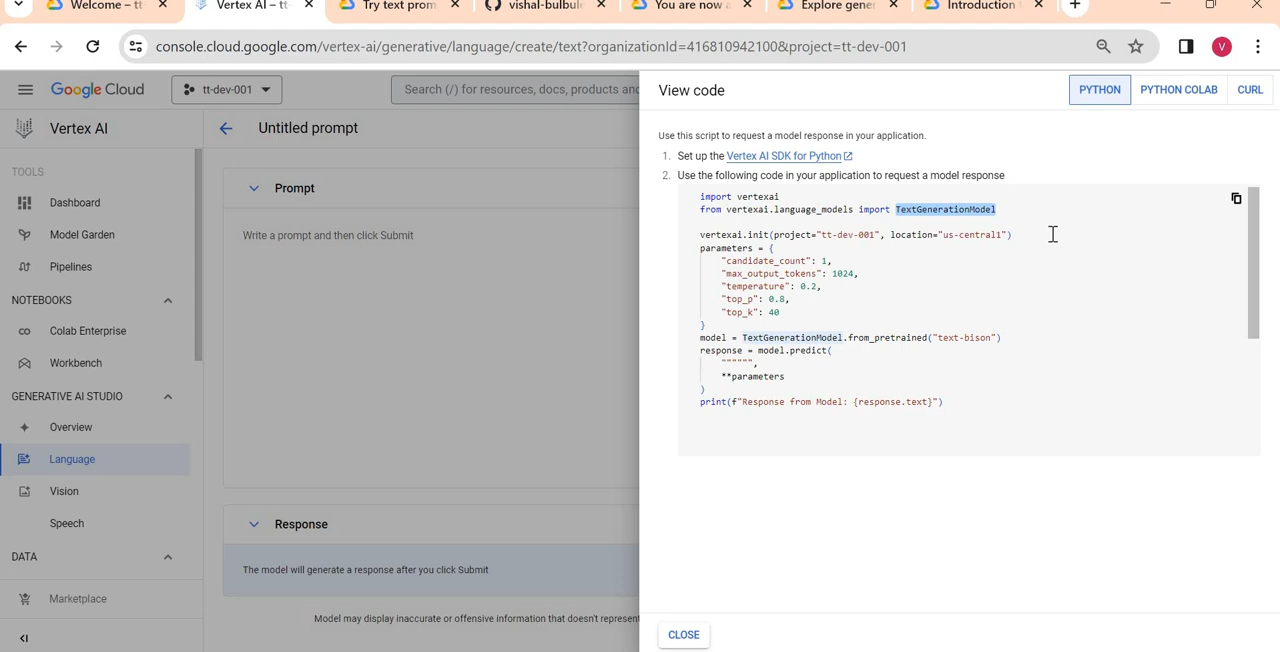 Welcome – tt
Vertex AI – tt
Try text prom
vishal-bulbule
You are now a
Explore gene
Introduction
console.cloud.google.com/vertex-ai/generative/language/create/text?organizationId=416810942100&project=tt-dev-001
V
Google Cloud
tt-dev-001
Search (/) for resources, docs, products an
View code
PYTHON
PYTHON COLAB
CURL
Vertex AI
Untitled prompt
TOOLS
Dashboard
Model Garden
Pipelines
NOTEBOOKS
Colab Enterprise
Workbench
GENERATIVE AI STUDIO
Overview
Language
Vision
Speech
DATA
Marketplace
Prompt
Write a prompt and then click Submit
Response
The model will generate a response after you click Submit
Model may display inaccurate or offensive information that doesn't represent
Use this script to request a model response in your application.
1. Set up the Vertex AI SDK for Python
2. Use the following code in your application to request a model response
import vertexai
from vertexai.language_models import TextGenerationModel
vertexai.init(project="tt-dev-001", location="us-central1")
parameters = {
"candidate_count": 1,
"max_output_tokens": 1024,
"temperature": 0.2,
"top_p": 0.8,
"top_k": 40
}
model = TextGenerationModel.from_pretrained("text-bison")
response = model.predict(
"""""",
**parameters
)
print(f"Response from Model: {response.text}")
CLOSE